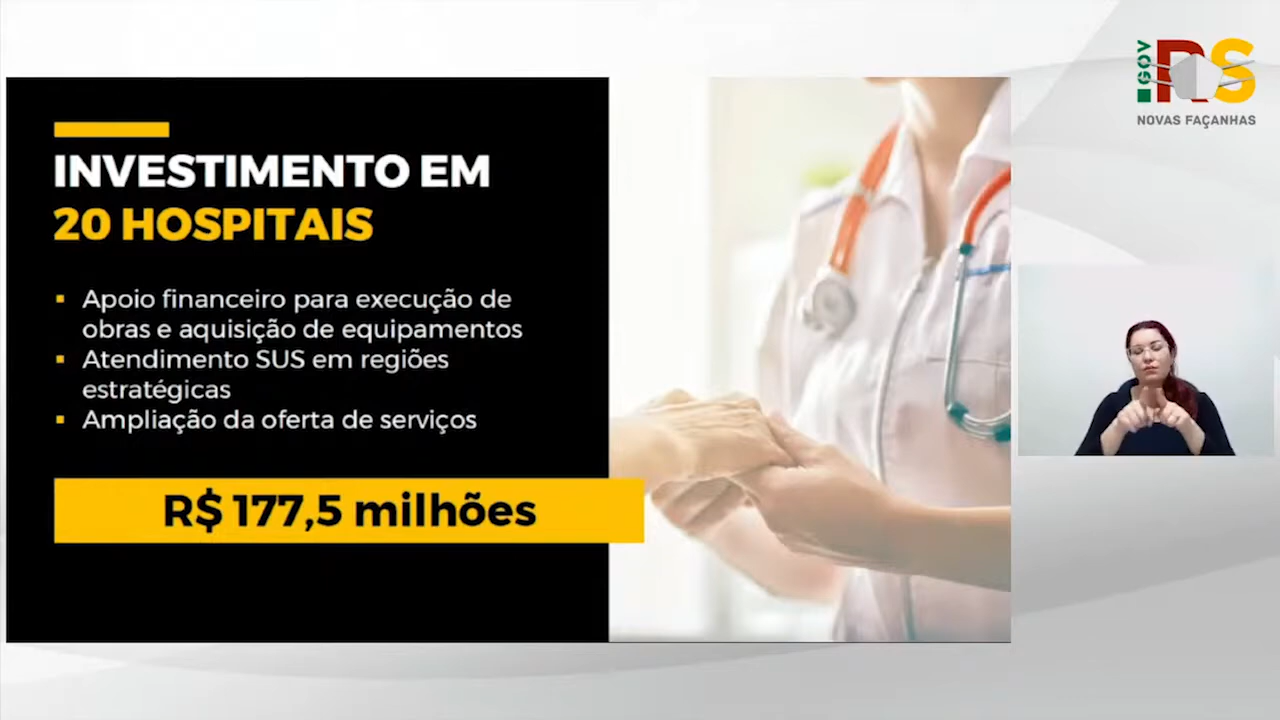 GOV
RS
NOVAS FAÇANHAS
INVESTIMENTO EM
20 HOSPITAIS
▪ Apoio financeiro para execução de
obras e aquisição de equipamentos
▪ Atendimento SUS em regiões
estratégicas
▪ Ampliação da oferta de serviços
R$ 177,5 milhões